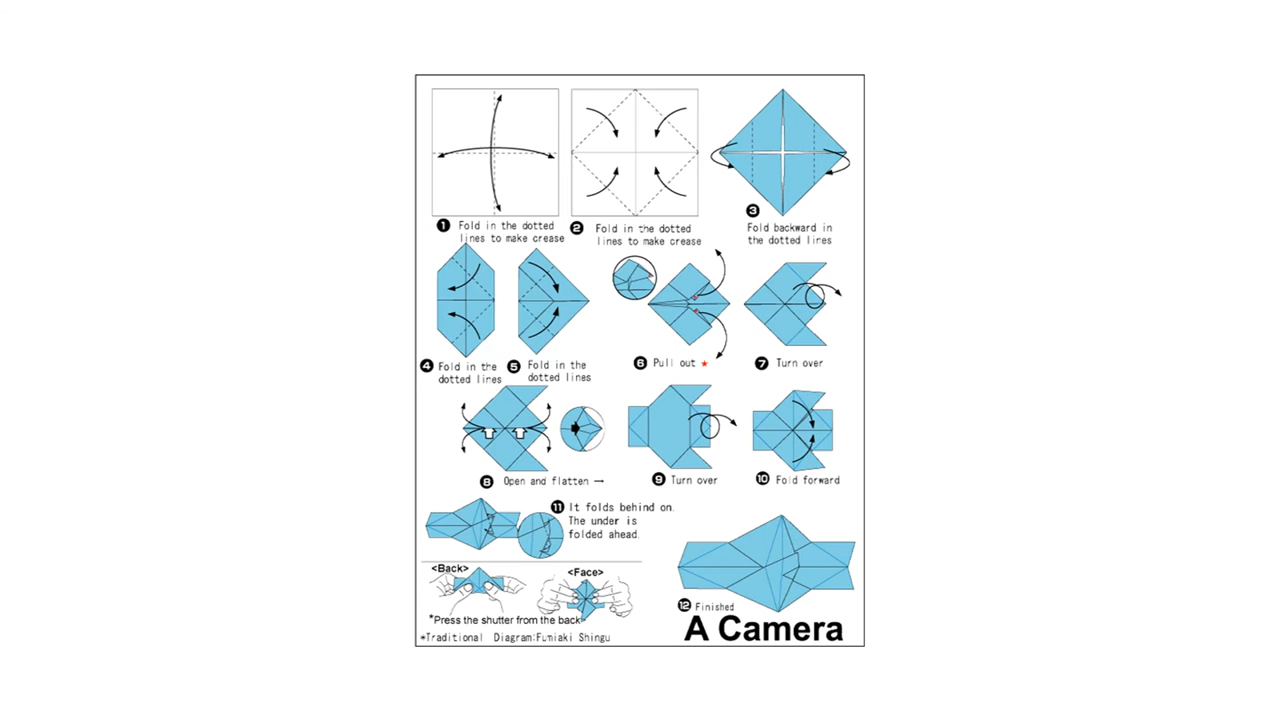 1 Fold in the dotted
lines to make crease
2 Fold in the dotted
lines to make crease
3
Fold backward in
the dotted lines
4 Fold in the
dotted lines
5 Fold in the
dotted lines
6 Pull out ★
7 Turn over
8 Open and flatten →
9 Turn over
10 Fold forward
11 It folds behind on.
The under is
folded ahead.
<Back>
<Face>
*Press the shutter from the back
*Traditional Diagram:Fumiaki Shingu
12 Finished
A Camera